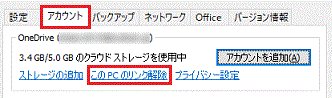 設定 アカウント バックアップ ネットワーク Office バージョン情報
OneDrive (
3.4 GB/5.0 GB のクラウド ストレージを使用中 アカウントを追加(A)
ストレージの追加 この PC のリンク解除 プライバシー設定